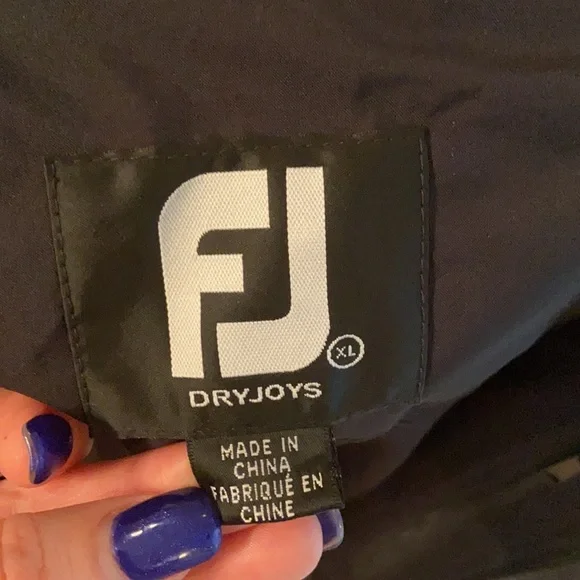 FJ
XL
DRYJOYS
MADE IN
CHINA
FABRIQUÉ EN
CHINE